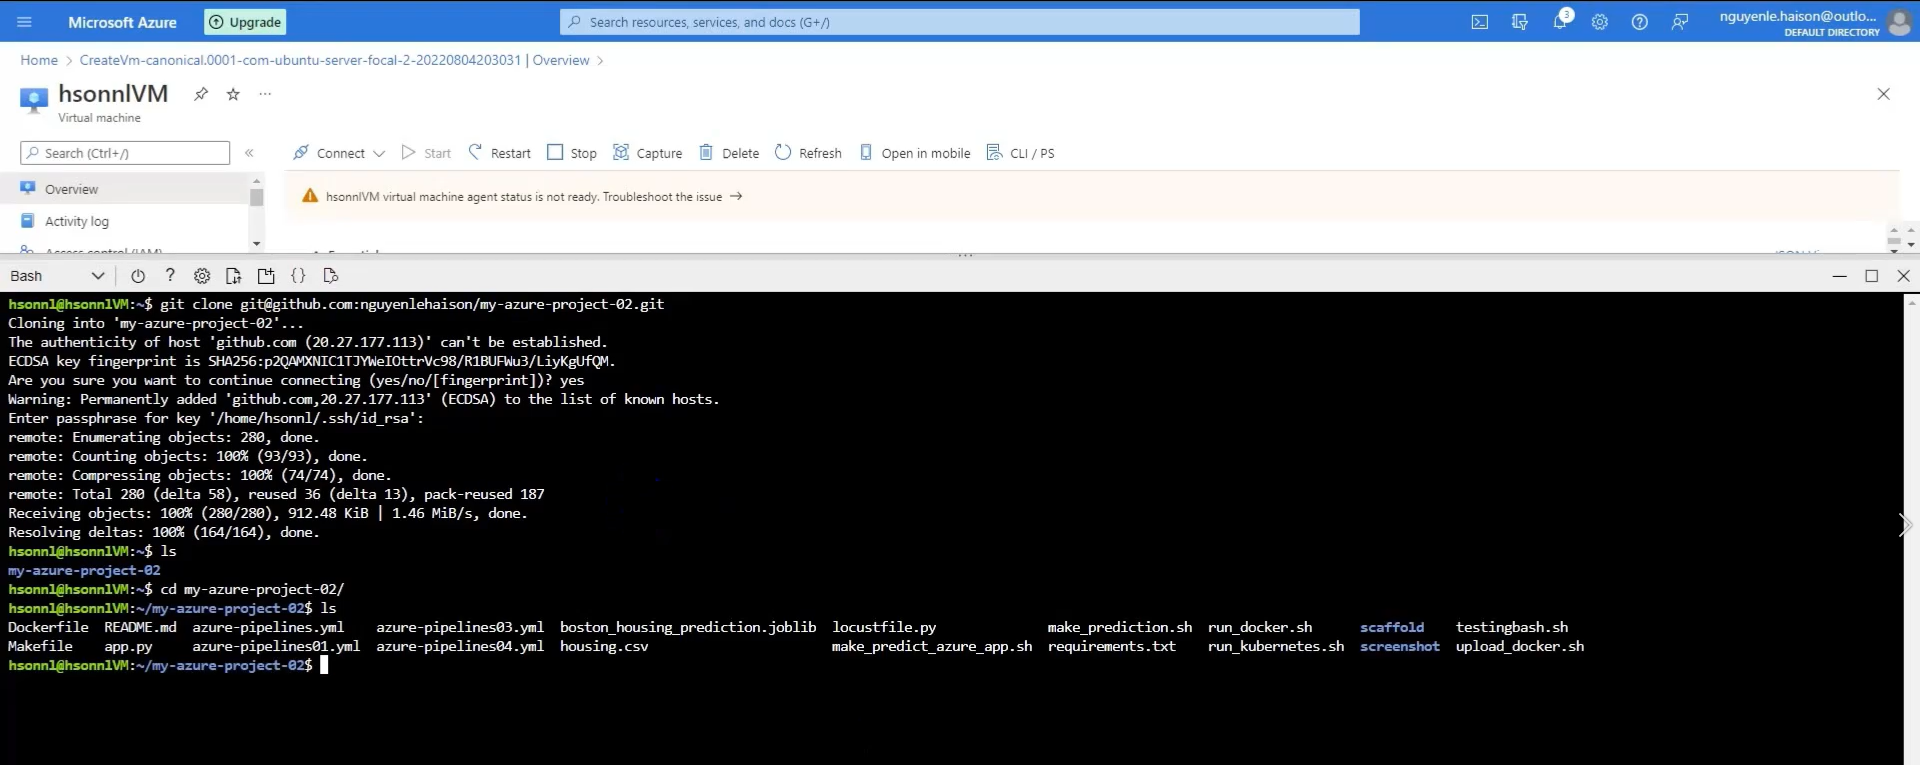 Microsoft Azure Upgrade Search resources, services, and docs (G+/) 3 nguyenle.haison@outlo...
DEFAULT DIRECTORY
Home > CreateVm-canonical.0001-com-ubuntu-server-focal-2-20220804203031 | Overview >
hsonnlVM ...
Virtual machine
Search (Ctrl+/) « Connect Start Restart Stop Capture Delete Refresh Open in mobile CLI / PS
Overview
hsonnlVM virtual machine agent status is not ready. Troubleshoot the issue →
Activity log
Access control (IAM)
Bash ? { }
hsonnl@hsonnlVM:~$ git clone git@github.com:nguyenlehaison/my-azure-project-02.git
Cloning into 'my-azure-project-02'...
The authenticity of host 'github.com (20.27.177.113)' can't be established.
ECDSA key fingerprint is SHA256:p2QAMXNIC1TJYWeIOttrVc98/R1BUFWu3/LiyKgUfQM.
Are you sure you want to continue connecting (yes/no/[fingerprint])? yes
Warning: Permanently added 'github.com,20.27.177.113' (ECDSA) to the list of known hosts.
Enter passphrase for key '/home/hsonnl/.ssh/id_rsa':
remote: Enumerating objects: 280, done.
remote: Counting objects: 100% (93/93), done.
remote: Compressing objects: 100% (74/74), done.
remote: Total 280 (delta 58), reused 36 (delta 13), pack-reused 187
Receiving objects: 100% (280/280), 912.48 KiB | 1.46 MiB/s, done.
Resolving deltas: 100% (164/164), done.
hsonnl@hsonnlVM:~$ ls
my-azure-project-02
hsonnl@hsonnlVM:~$ cd my-azure-project-02/
hsonnl@hsonnlVM:~/my-azure-project-02$ ls
Dockerfile README.md azure-pipelines.yml azure-pipelines03.yml boston_housing_prediction.joblib locustfile.py make_prediction.sh run_docker.sh scaffold testingbash.sh
Makefile app.py azure-pipelines01.yml azure-pipelines04.yml housing.csv make_predict_azure_app.sh requirements.txt run_kubernetes.sh screenshot upload_docker.sh
hsonnl@hsonnlVM:~/my-azure-project-02$